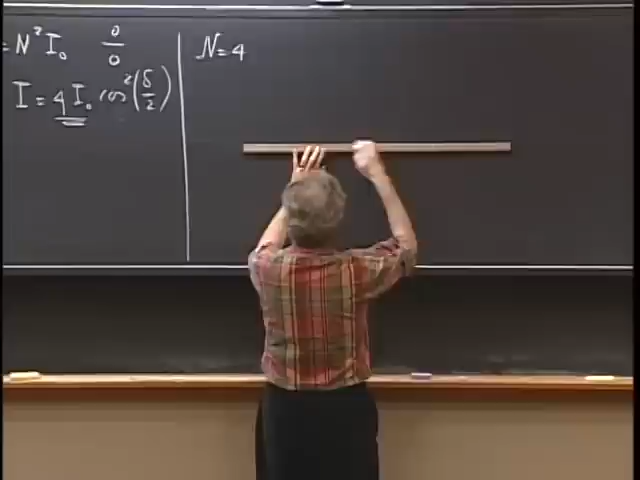 = N² I₀  0/0
I = 4 I₀ cos² (δ/2)
N = 4